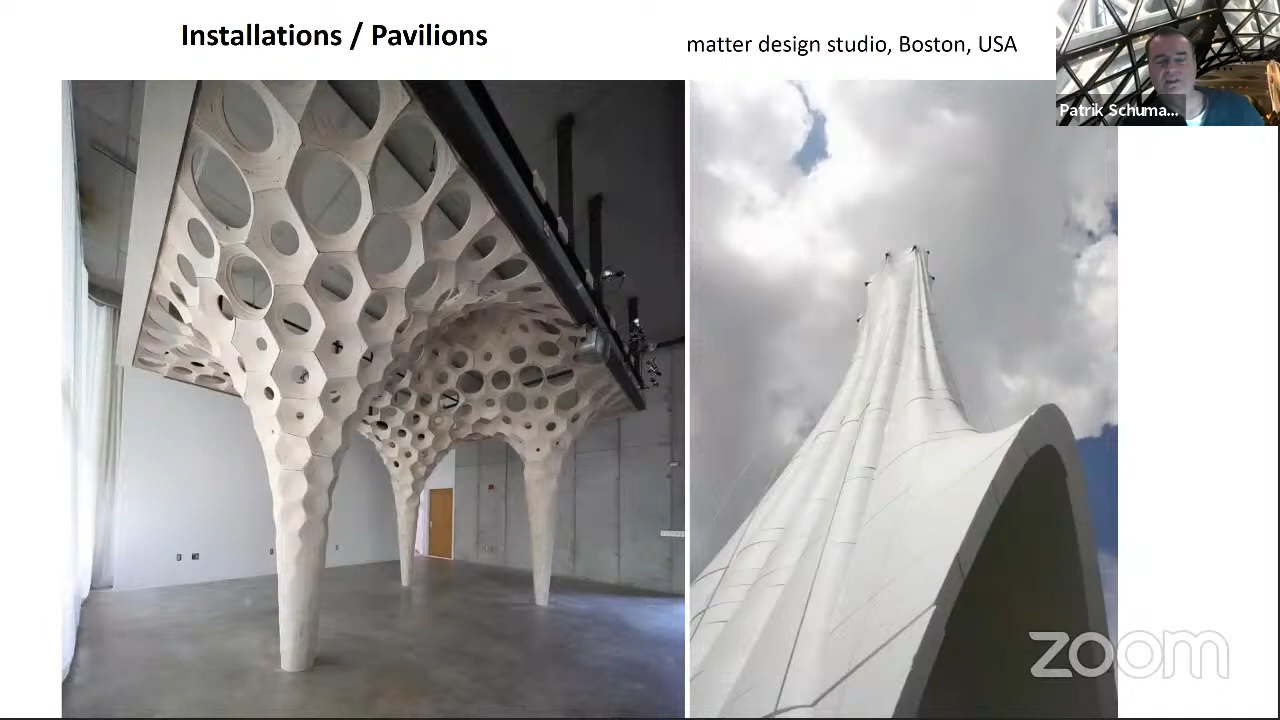 Installations / Pavilions
matter design studio, Boston, USA
Patrik Schuma...
zoom